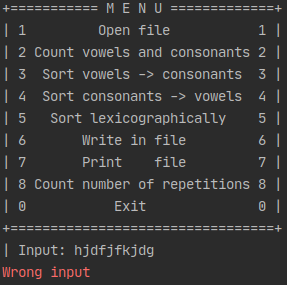 +=========== M E N U =============+
| 1         Open file           1 |
| 2 Count vowels and consonants 2 |
| 3  Sort vowels -> consonants  3 |
| 4  Sort consonants -> vowels  4 |
| 5   Sort lexicographically    5 |
| 6       Write in file         6 |
| 7       Print    file         7 |
| 8 Count number of repetitions 8 |
| 0           Exit              0 |
+=================================+
| Input: hjdfjfkjdg
Wrong input